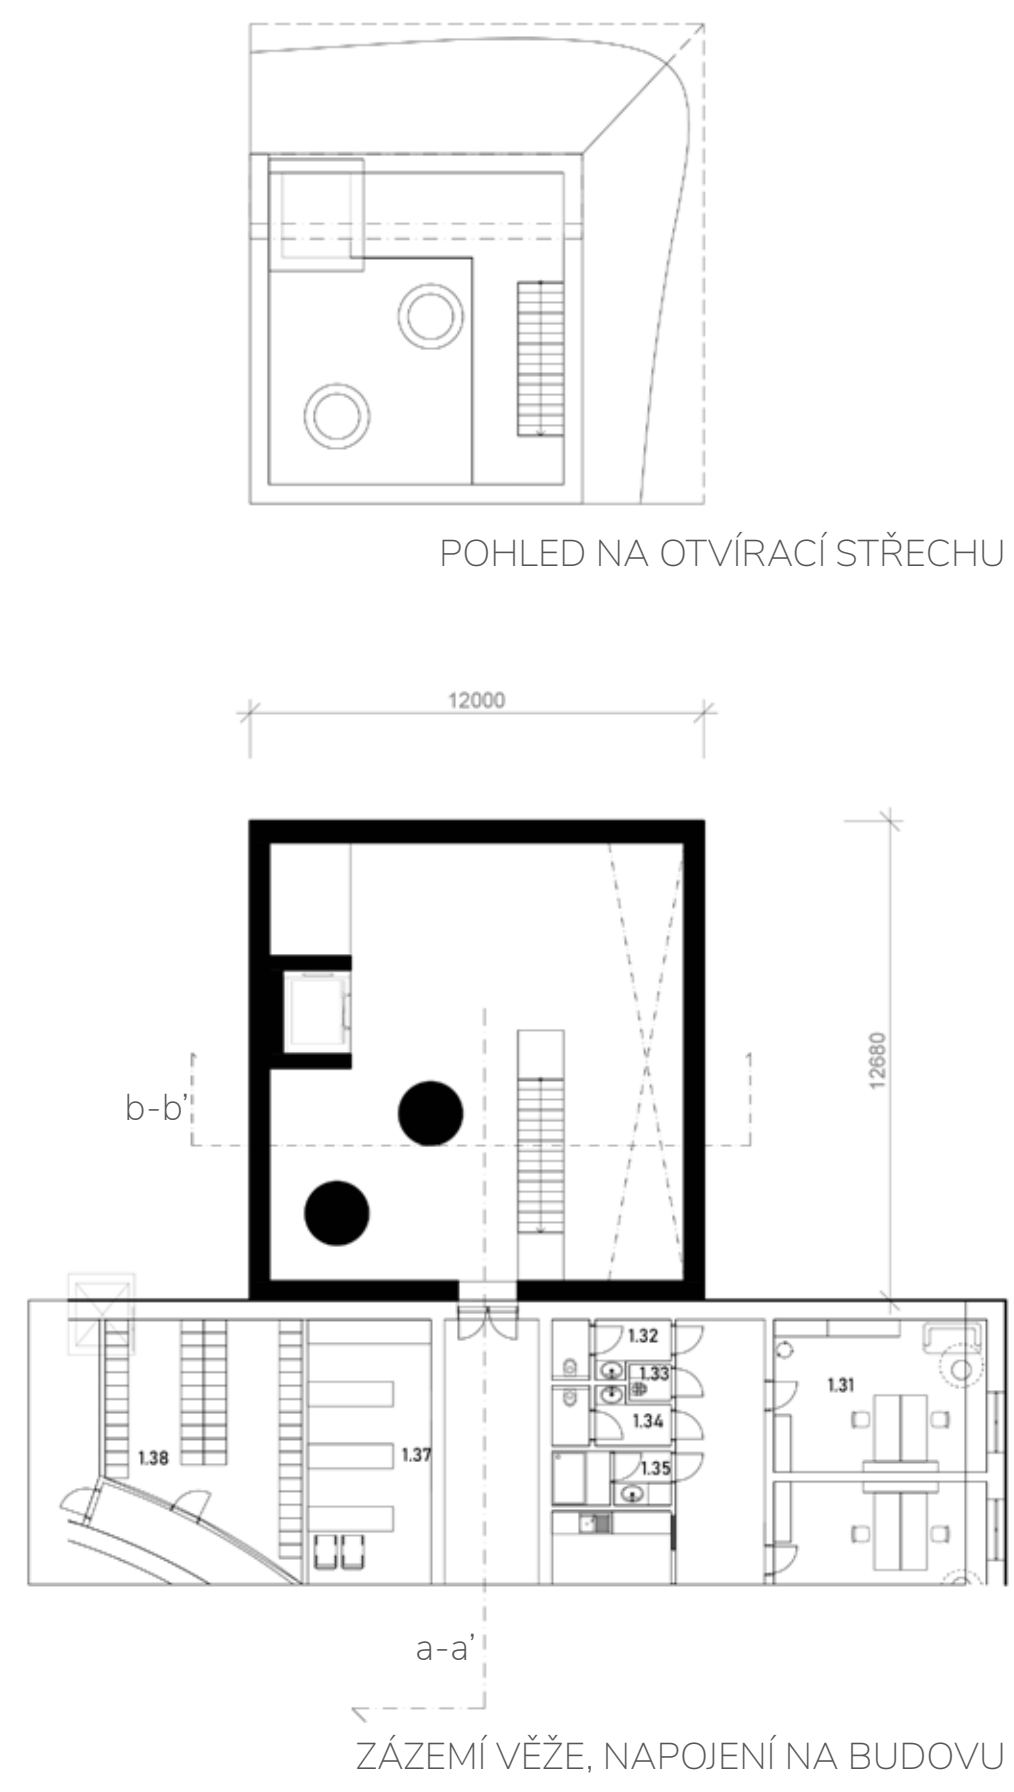 POHLED NA OTVÍRACÍ STŘECHU
12000
12680
b-b’
1.32
1.33
1.31
1.34
1.38
1.37
1.35
a-a’
ZÁZEMÍ VĚŽE, NAPOJENÍ NA BUDOVU